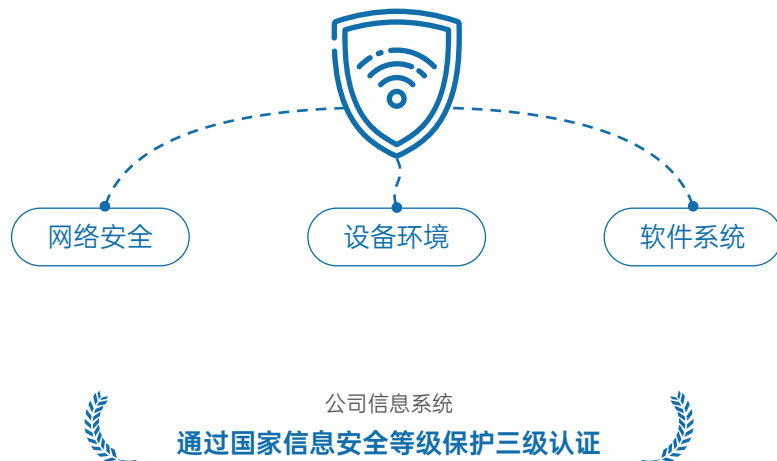 网络安全
设备环境
软件系统
公司信息系统
通过国家信息安全等级保护三级认证